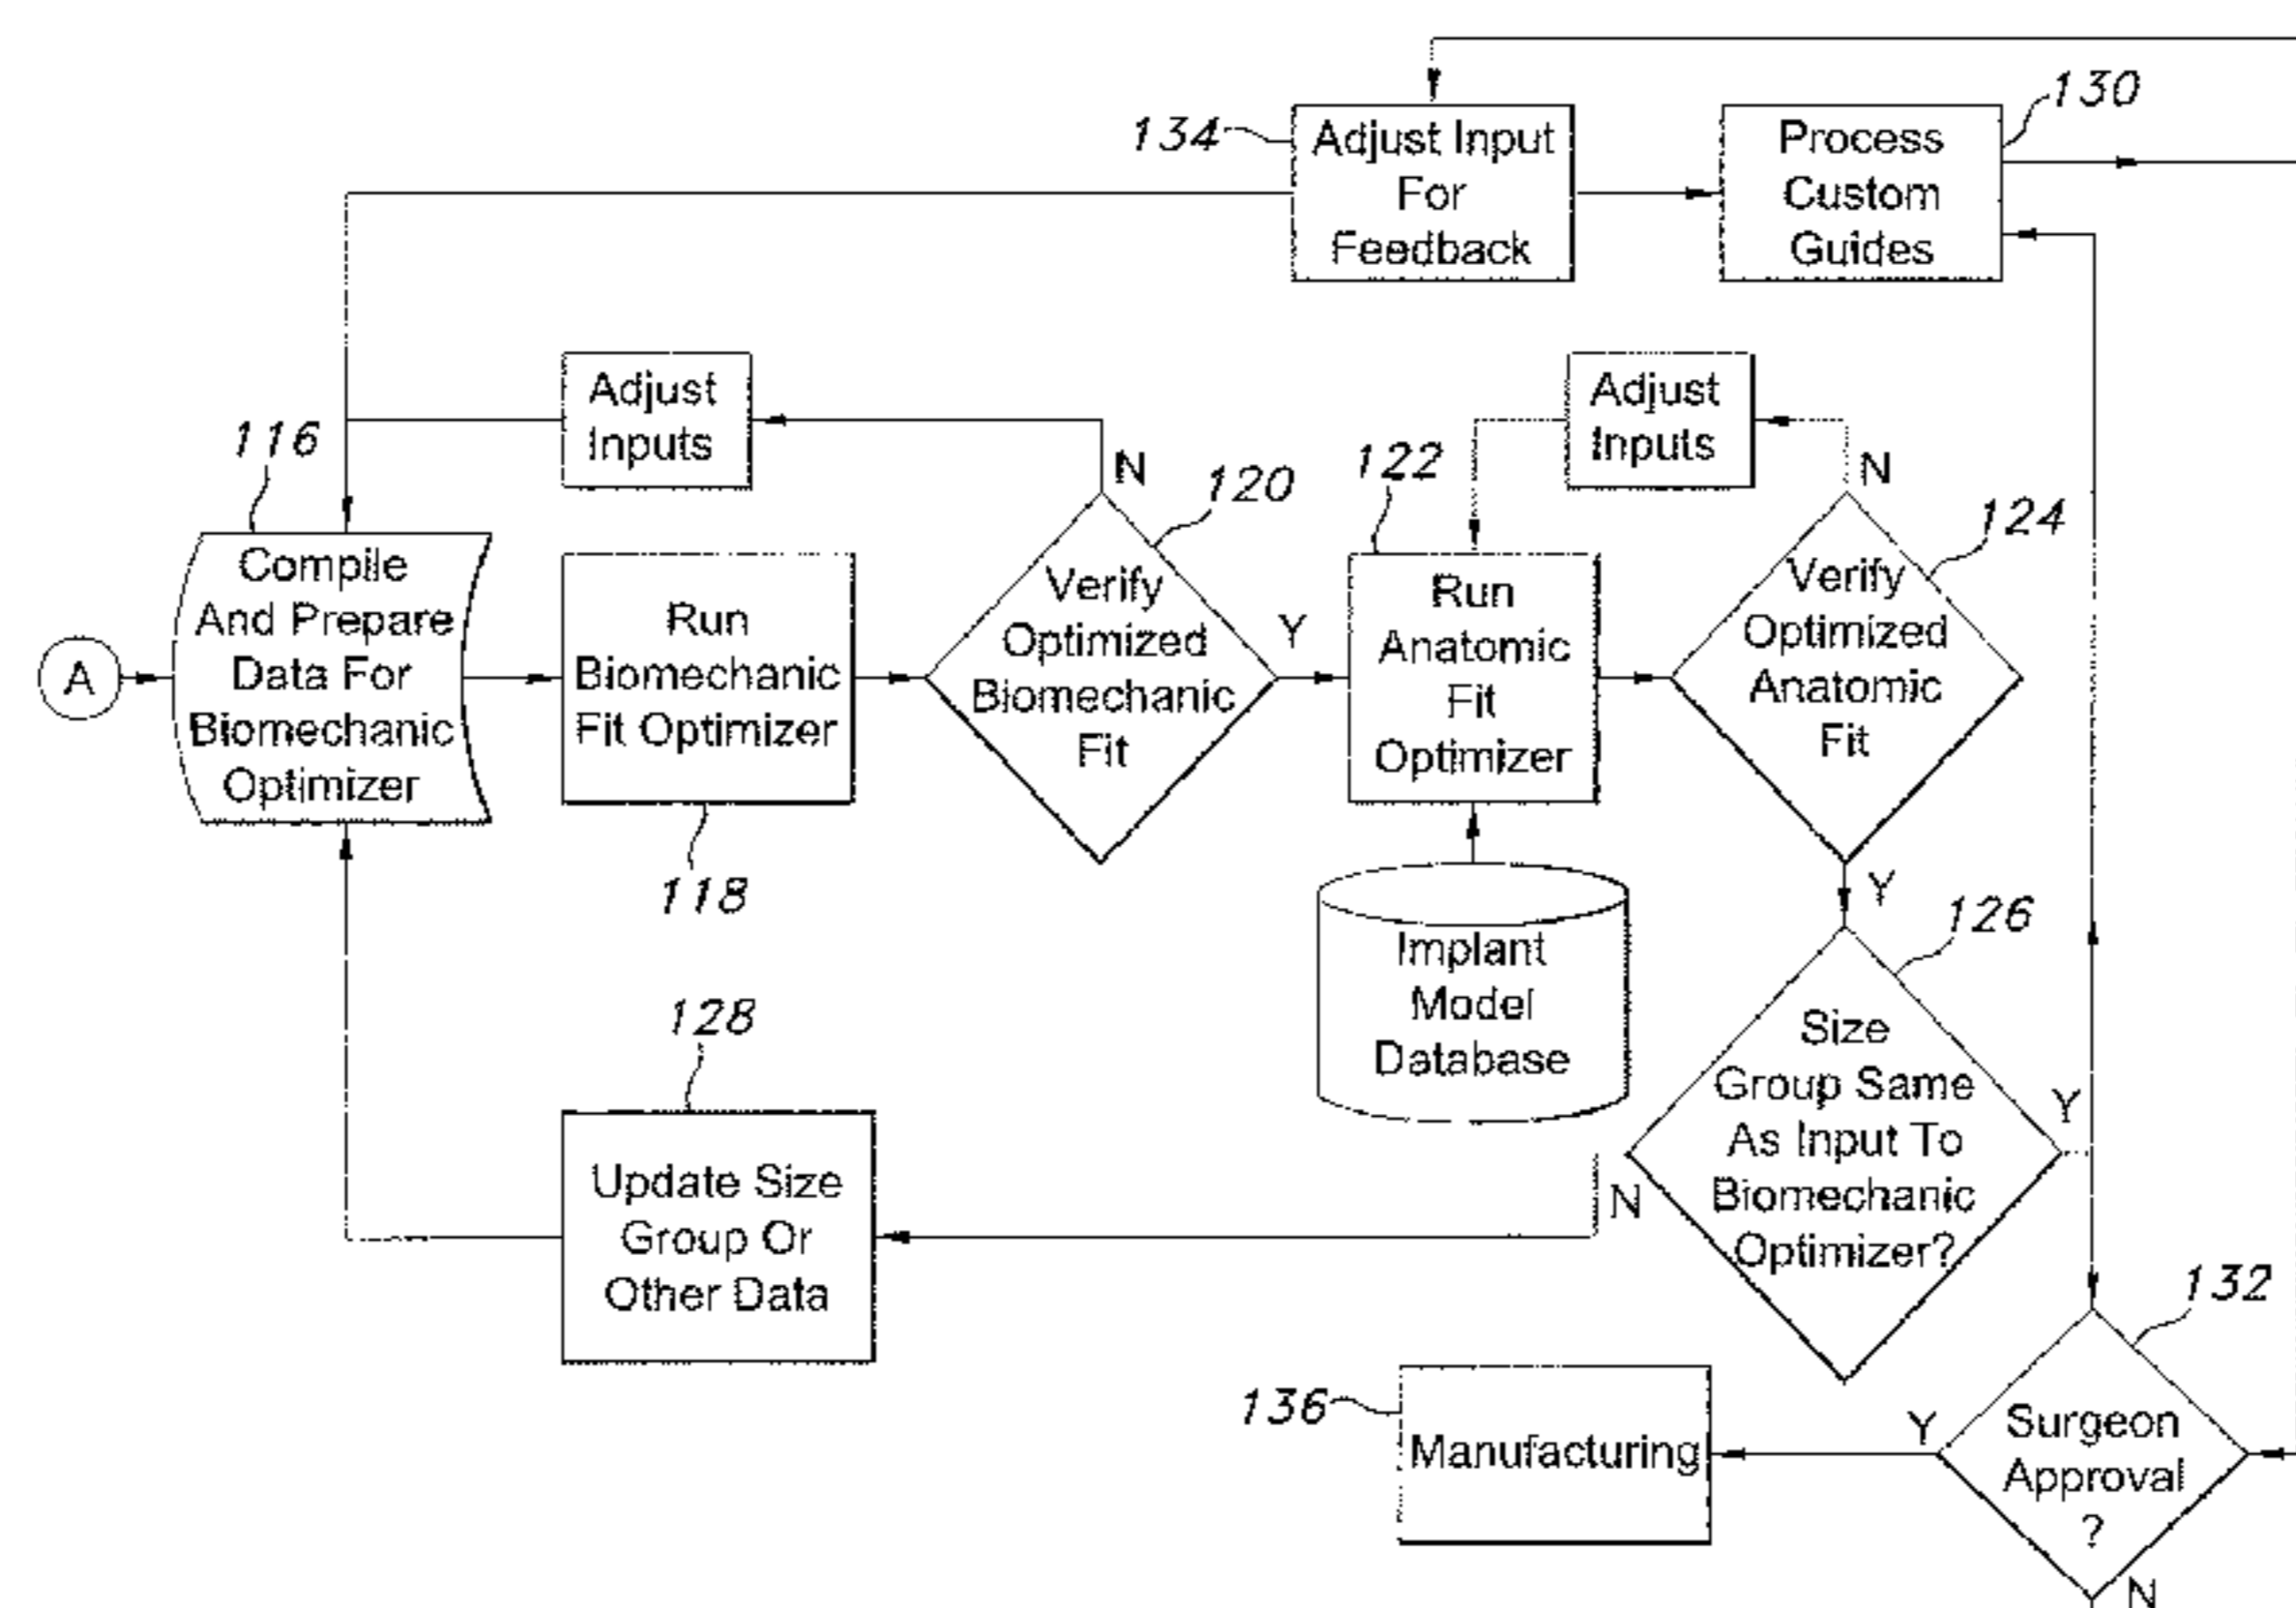 130
134
Adjust Input
For
Feedback
Process
Custom
Guides
Adjust
Inputs
Adjust
Inputs
116
N
120
122
N
124
A
Compile
And Prepare
Data For
Biomechanic
Optimizer
Run
Biomechanic
Fit Optimizer
118
Verify
Optimized
Biomechanic
Fit
Y
Run
Anatomic
Fit
Optimizer
Verify
Optimized
Anatomic
Fit
Y
126
Implant
Model
Database
Size
Group Same
As Input To
Biomechanic
Optimizer?
Y
N
128
Update Size
Group Or
Other Data
132
136
Manufacturing
Y
Surgeon
Approval
?
N